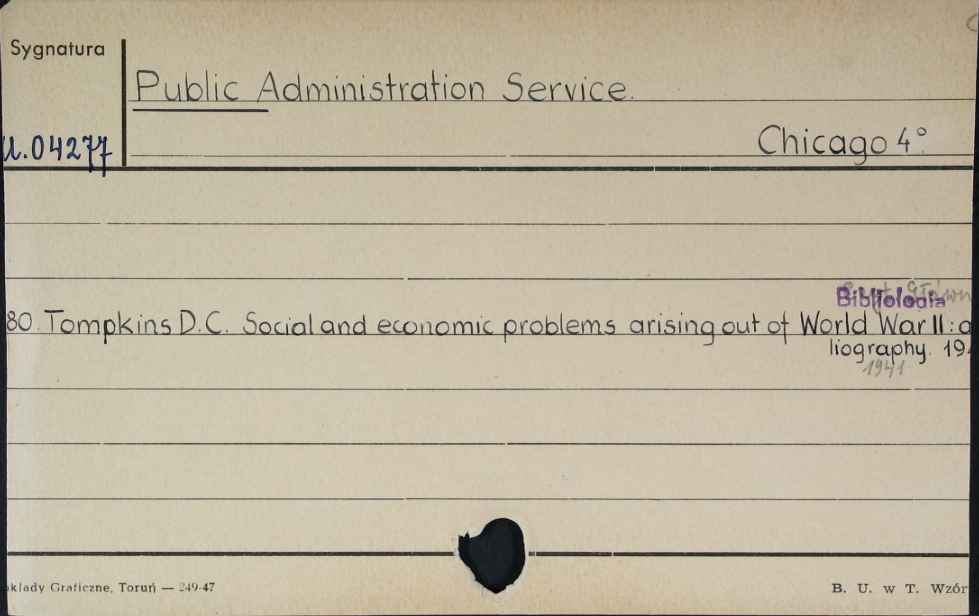 Sygnatura
Public Administration Service.
U.04277
Chicago 4°.
Bibliologia
80. Tompkins D.C. Social and economic problems arising out of World War II: a
liography. 19
1941
kłady Graficzne, Toruń — 249-47
B. U. w T. Wzór